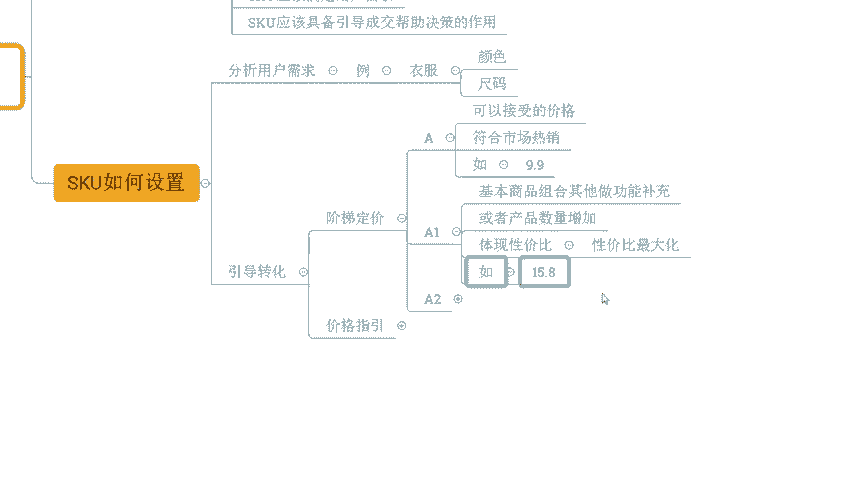 SKU应该具备引导成交帮助决策的作用
分析用户需求 例 衣服
颜色
尺码
可以接受的价格
A 符合市场热销
如 9.9
SKU如何设置
基本商品组合其他做功能补充
阶梯定价
或者产品数量增加
A1
体现性价比 性价比最大化
引导转化
如 15.8
A2
价格指引